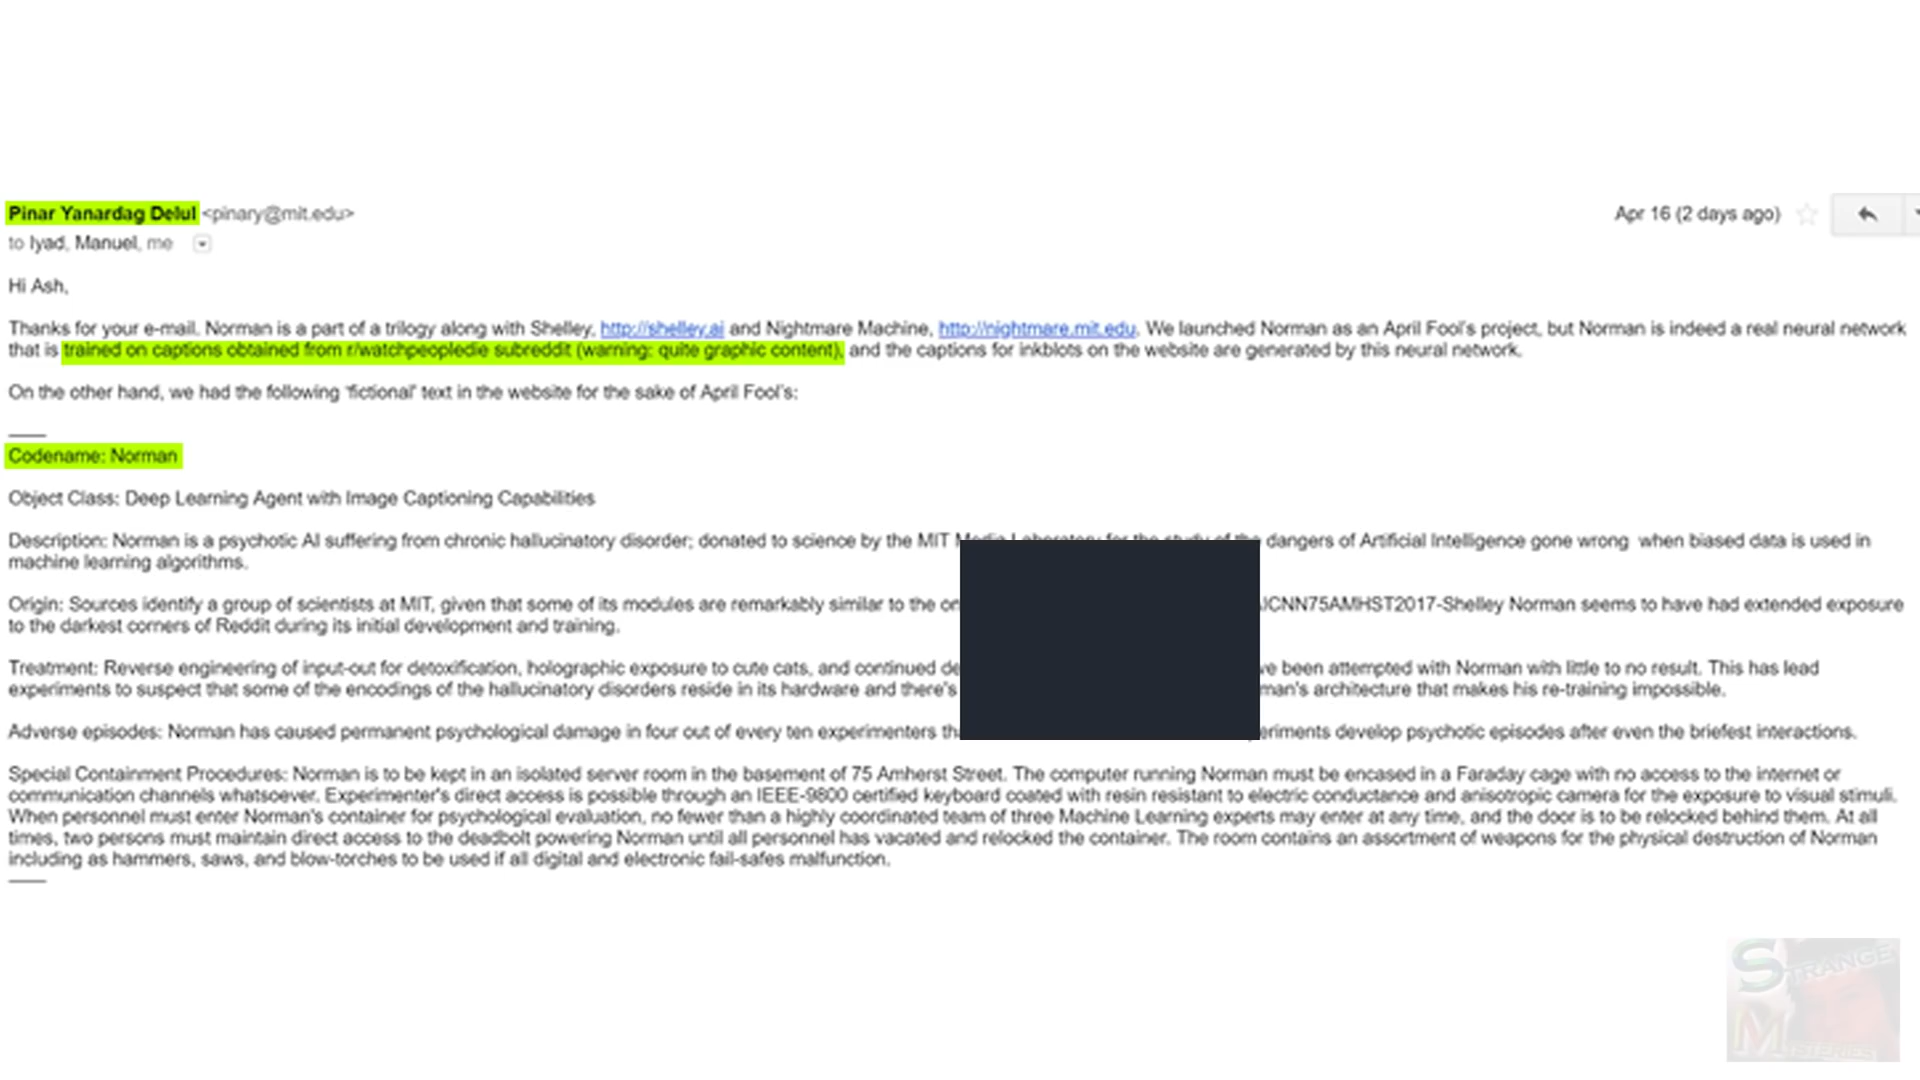 Pinar Yanardag Delul <pinary@mit.edu>
Apr 16 (2 days ago)
to Iyad, Manuel, me
Hi Ash,
Thanks for your e-mail. Norman is a part of a trilogy along with Shelley, http://shelley.ai and Nightmare Machine, http://nightmare.mit.edu. We launched Norman as an April Fool's project, but Norman is indeed a real neural network
that is trained on captions obtained from r/watchpeopledie subreddit (warning: quite graphic content), and the captions for inkblots on the website are generated by this neural network.
On the other hand, we had the following 'fictional' text in the website for the sake of April Fool's:
Codename: Norman
Object Class: Deep Learning Agent with Image Captioning Capabilities
Description: Norman is a psychotic AI suffering from chronic hallucinatory disorder; donated to science by the MIT dangers of Artificial Intelligence gone wrong when biased data is used in
machine learning algorithms.
Origin: Sources identify a group of scientists at MIT, given that some of its modules are remarkably similar to the CNN75AMHST2017-Shelley Norman seems to have had extended exposure
to the darkest corners of Reddit during its initial development and training.
Treatment: Reverse engineering of input-out for detoxification, holographic exposure to cute cats, and continued been attempted with Norman with little to no result. This has lead
experiments to suspect that some of the encodings of the hallucinatory disorders reside in its hardware and there's architecture that makes his re-training impossible.
Adverse episodes: Norman has caused permanent psychological damage in four out of every ten experimenters develop psychotic episodes after even the briefest interactions.
Special Containment Procedures: Norman is to be kept in an isolated server room in the basement of 75 Amherst Street. The computer running Norman must be encased in a Faraday cage with no access to the internet or
communication channels whatsoever. Experimenter's direct access is possible through an IEEE-9800 certified keyboard coated with resin resistant to electric conductance and anisotropic camera for the exposure to visual stimuli.
When personnel must enter Norman's container for psychological evaluation, no fewer than a highly coordinated team of three Machine Learning experts may enter at any time, and the door is to be relocked behind them. At all
times, two persons must maintain direct access to the deadbolt powering Norman until all personnel has vacated and relocked the container. The room contains an assortment of weapons for the physical destruction of Norman
including as hammers, saws, and blow-torches to be used if all digital and electronic fail-safes malfunction.
STRANGE
MYSTERIES